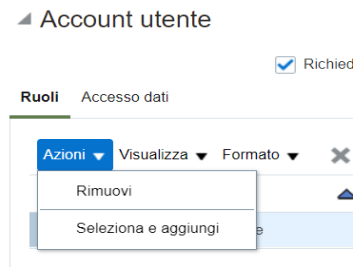 Account utente
Richied
Ruoli Accesso dati
Azioni Visualizza Formato
Rimuovi
Seleziona e aggiungi e